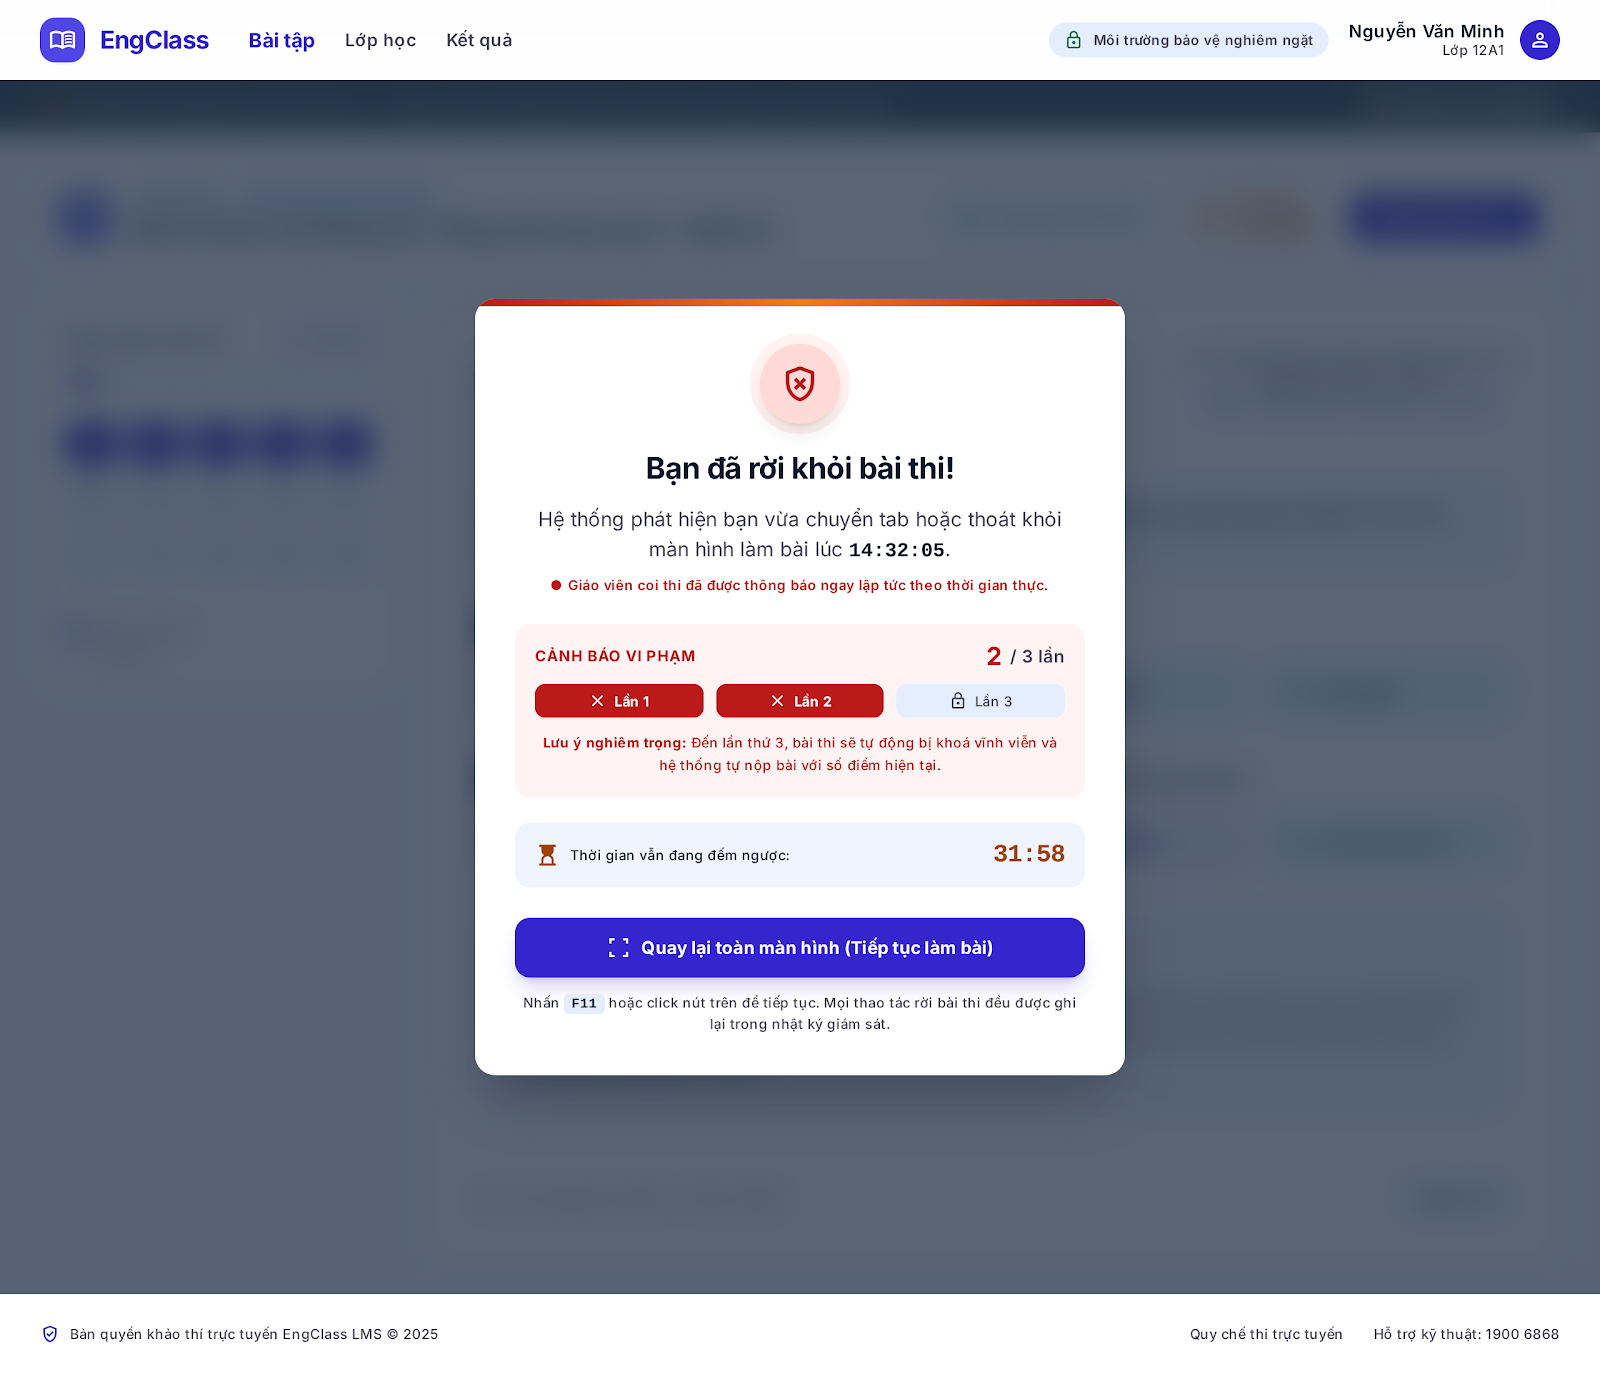 EngClass
Bài tập
Lớp học
Kết quả
Môi trường bảo vệ nghiêm ngặt
Nguyễn Văn Minh
Lớp 12A1
Bạn đã rời khỏi bài thi!
Hệ thống phát hiện bạn vừa chuyển tab hoặc thoát khỏi
màn hình làm bài lúc 14:32:05.
Giáo viên coi thi đã được thông báo ngay lập tức theo thời gian thực.
CẢNH BÁO VI PHẠM
2 / 3 lần
Lần 1
Lần 2
Lần 3
Lưu ý nghiêm trọng: Đến lần thứ 3, bài thi sẽ tự động bị khoá vĩnh viễn và
hệ thống tự nộp bài với số điểm hiện tại.
Thời gian vẫn đang đếm ngược:
31:58
Quay lại toàn màn hình (Tiếp tục làm bài)
Nhấn F11 hoặc click nút trên để tiếp tục. Mọi thao tác rời bài thi đều được ghi
lại trong nhật ký giám sát.
Bản quyền khảo thí trực tuyến EngClass LMS © 2025
Quy chế thi trực tuyến
Hỗ trợ kỹ thuật: 1900 6868